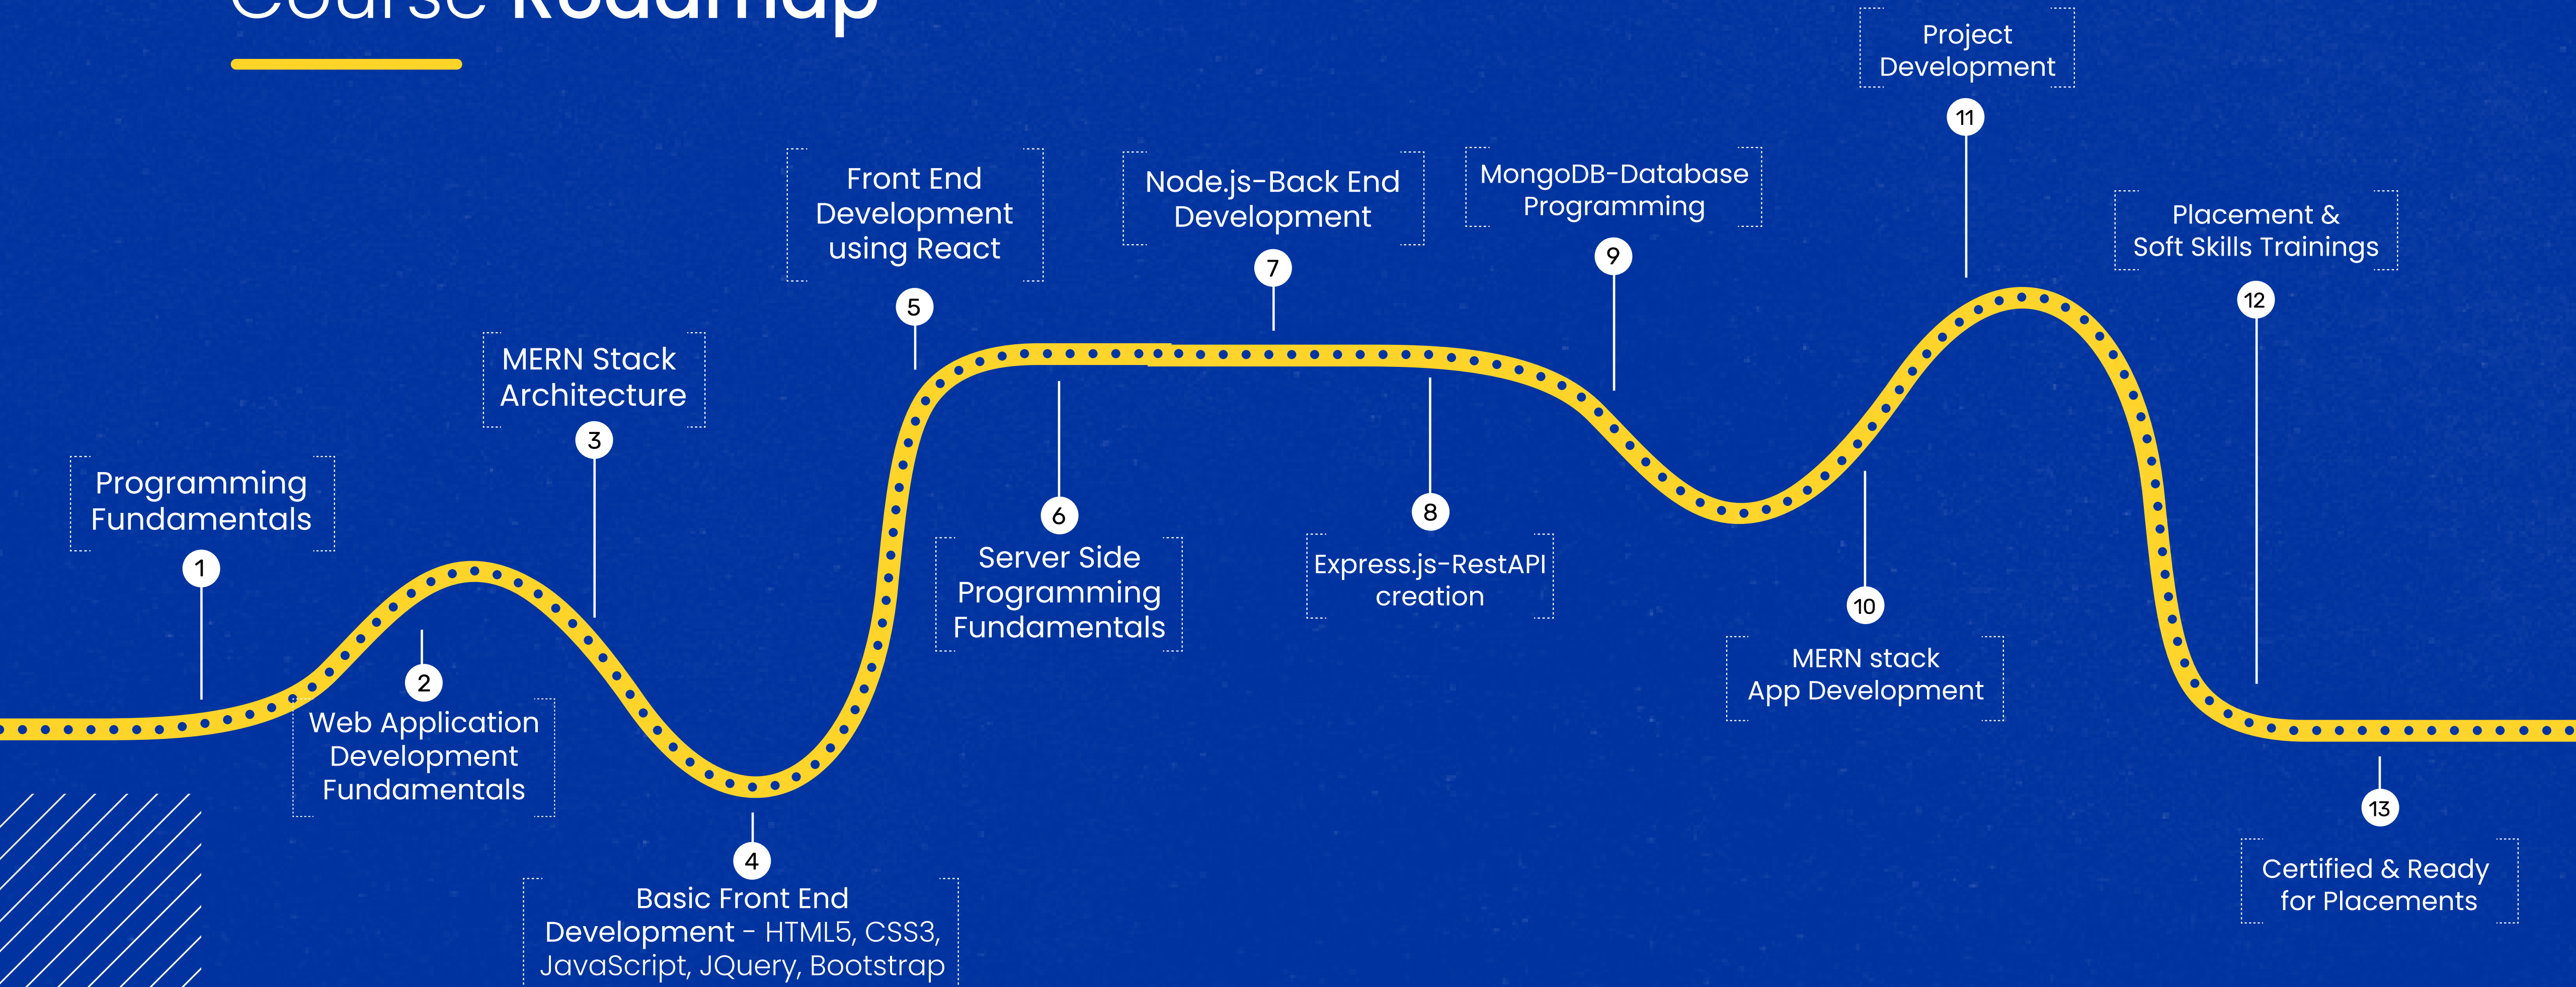 Course Roadmap
Programming
Fundamentals
1
2
Web Application
Development
Fundamentals
MERN Stack
Architecture
3
4
Basic Front End
Development - HTML5, CSS3,
JavaScript, JQuery, Bootstrap
Front End
Development
using React
5
6
Server Side
Programming
Fundamentals
Node.js-Back End
Development
7
8
Express.js-RestAPI
creation
MongoDB-Database
Programming
9
10
MERN stack
App Development
Project
Development
11
Placement &
Soft Skills Trainings
12
13
Certified & Ready
for Placements